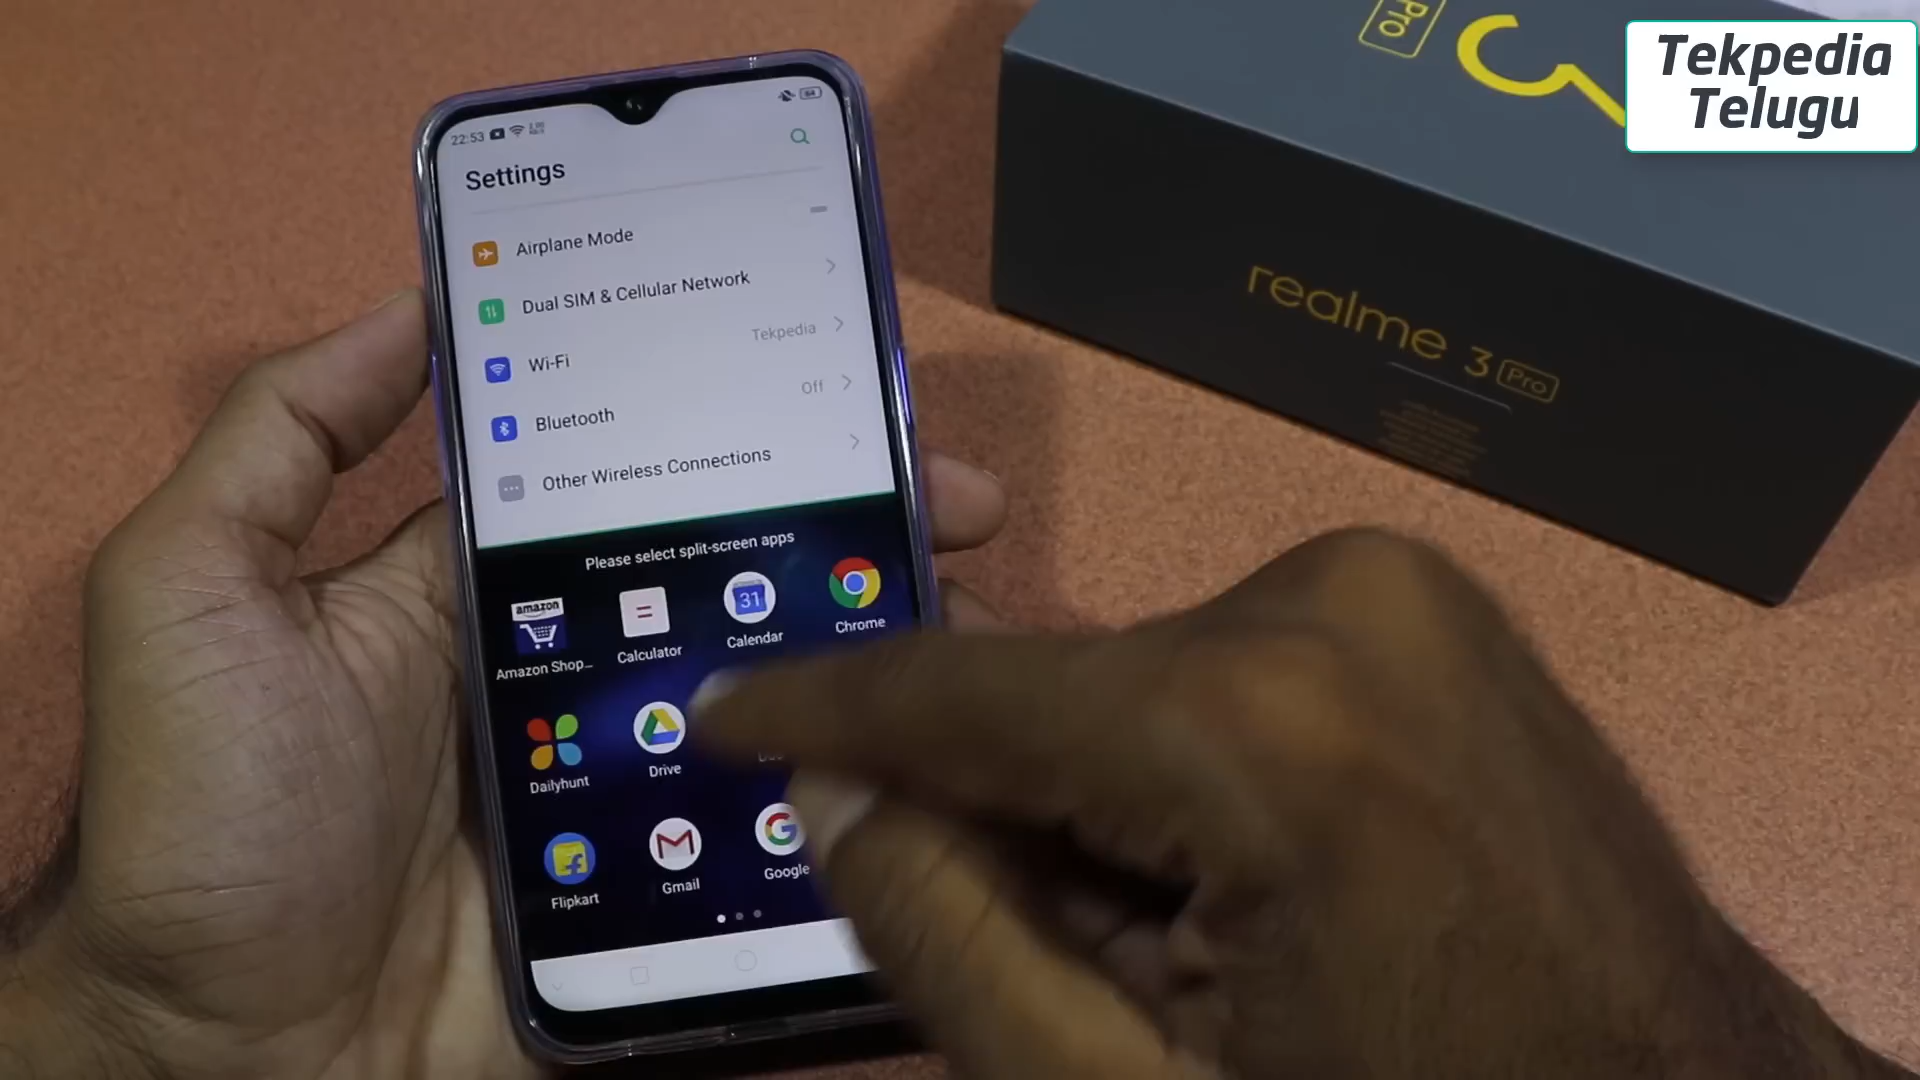 Tekpedia
Telugu
Pro
3
realme 3 Pro
22:53
64
Settings
Airplane Mode
Dual SIM & Cellular Network
Wi-Fi
Tekpedia
Bluetooth
Off
Other Wireless Connections
Please select split-screen apps
amazon
=
31
Amazon Shop...
Calculator
Calendar
Chrome
Dailyhunt
Drive
Flipkart
Gmail
Google